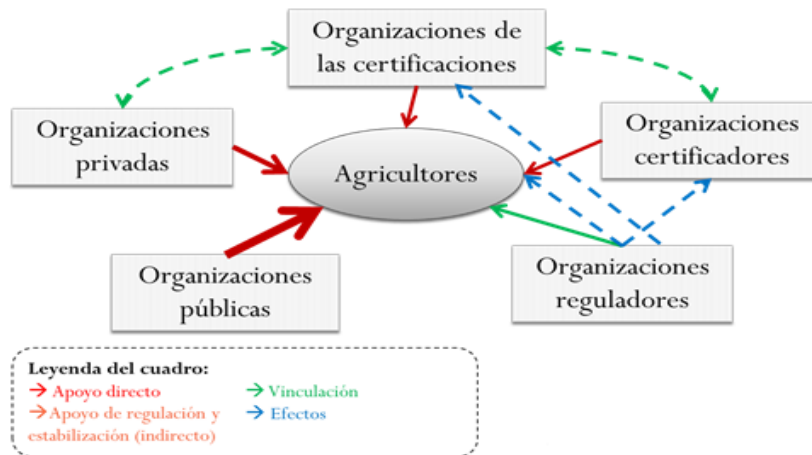 Organizaciones de
las certificaciones
Organizaciones
privadas
Organizaciones
certificadores
Agricultores
Organizaciones
públicas
Organizaciones
reguladores
Leyenda del cuadro:
→ Apoyo directo
→ Vinculación
→ Apoyo de regulación y
estabilización (indirecto)
→ Efectos